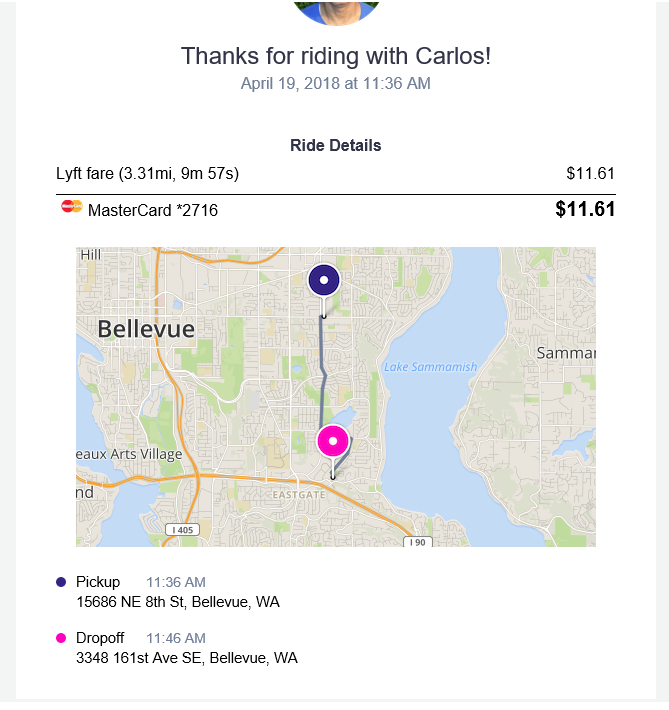 Thanks for riding with Carlos!
April 19, 2018 at 11:36 AM
Ride Details
Lyft fare (3.31mi, 9m 57s) $11.61
MasterCard *2716 $11.61
Hill
Bellevue
Lake Sammamish
Sammar
eaux Arts Village
nd
EASTGATE
I 405
I 90
Pickup 11:36 AM
15686 NE 8th St, Bellevue, WA
Dropoff 11:46 AM
3348 161st Ave SE, Bellevue, WA